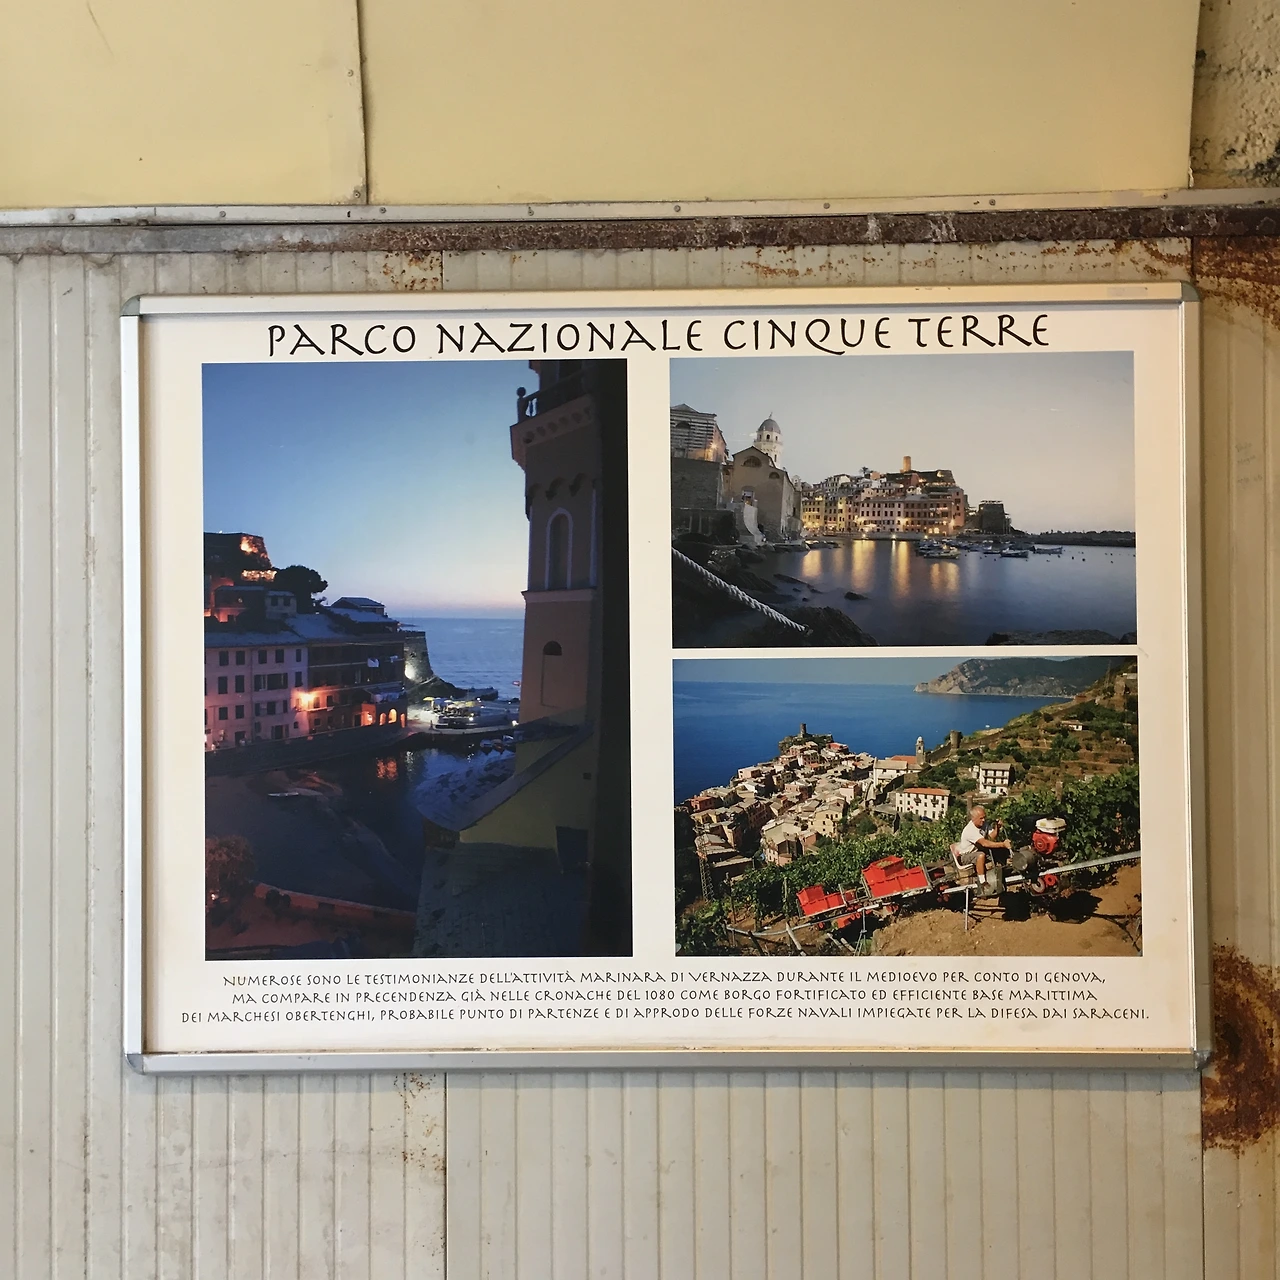 PARCO NAZIONALE CINQUE TERRE
NUMEROSE SONO LE TESTIMONIANZE DELL'ATTIVITÀ MARINARA DI VERNAZZA DURANTE IL MEDIOEVO PER CONTO DI GENOVA,
MA COMPARE IN PRECENDENZA GIÀ NELLE CRONACHE DEL 1080 COME BORGO FORTIFICATO ED EFFICIENTE BASE MARITTIMA
DEI MARCHESI OBERTENGHI, PROBABILE PUNTO DI PARTENZE E DI APPRODO DELLE FORZE NAVALI IMPIEGATE PER LA DIFESA DAI SARACENI.